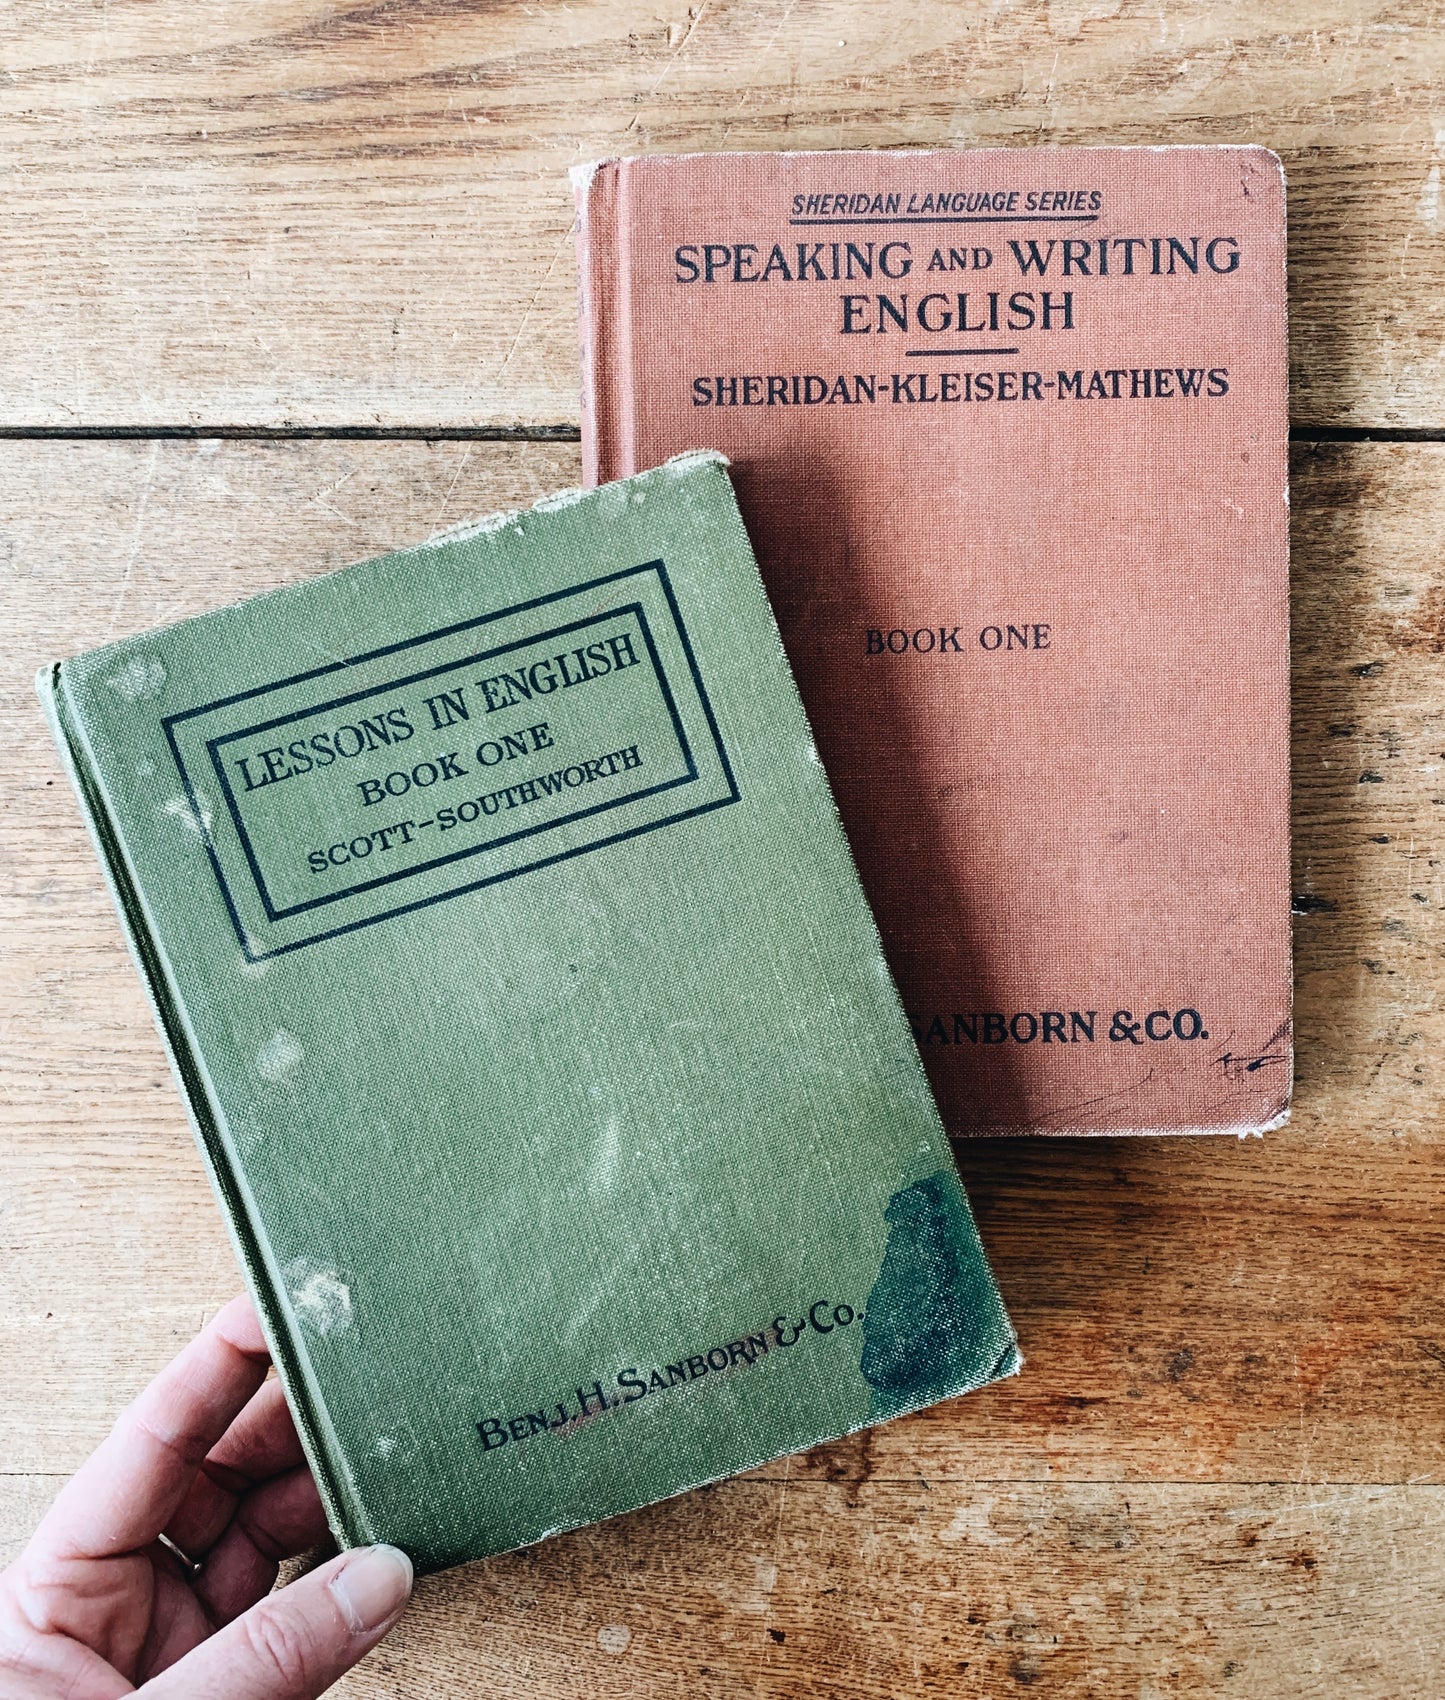 SHERIDAN LANGUAGE SERIES
SPEAKING AND WRITING
ENGLISH
SHERIDAN-KLEISER-MATHEWS
BOOK ONE
SANBORN & CO.
LESSONS IN ENGLISH
BOOK ONE
SCOTT-SOUTHWORTH
BENJ. H. SANBORN & CO.